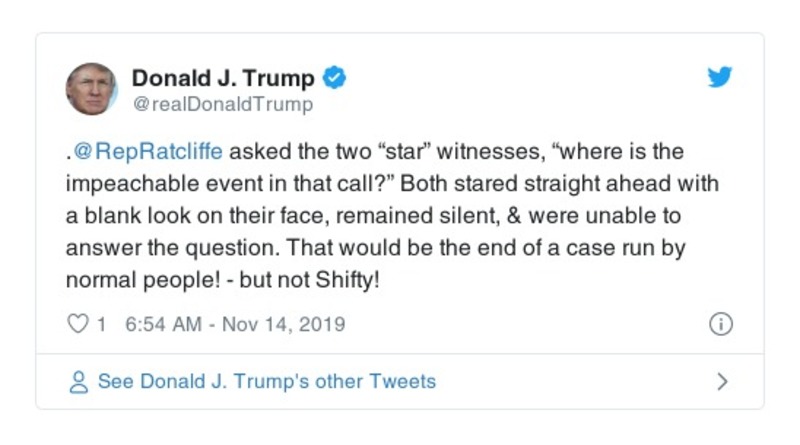 Donald J. Trump
@realDonaldTrump
.@RepRatcliffe asked the two “star” witnesses, “where is the
impeachable event in that call?” Both stared straight ahead with
a blank look on their face, remained silent, & were unable to
answer the question. That would be the end of a case run by
normal people! - but not Shifty!
1 6:54 AM - Nov 14, 2019
See Donald J. Trump's other Tweets